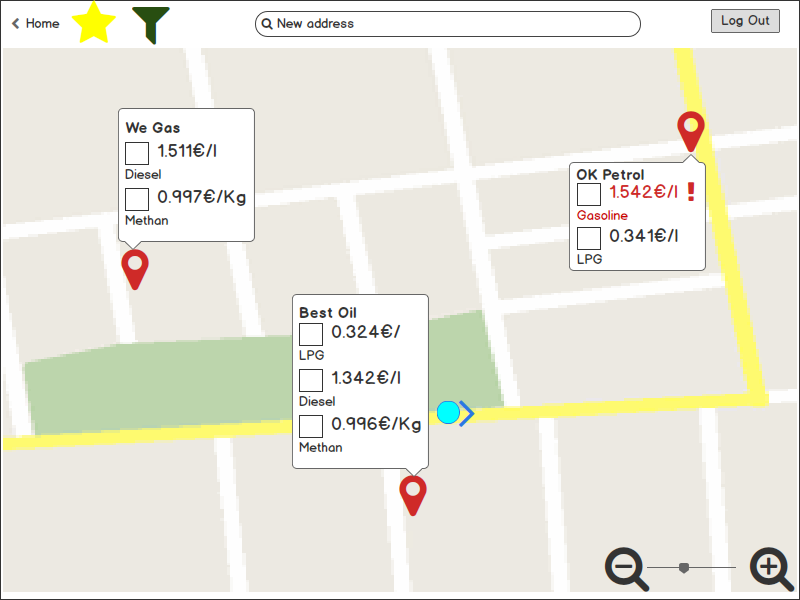 Home
New address
Log Out
We Gas
1.511€/l
Diesel
0.997€/Kg
Methan
OK Petrol
1.542€/l !
Gasoline
0.341€/l
LPG
Best Oil
0.324€/
LPG
1.342€/l
Diesel
0.996€/Kg
Methan